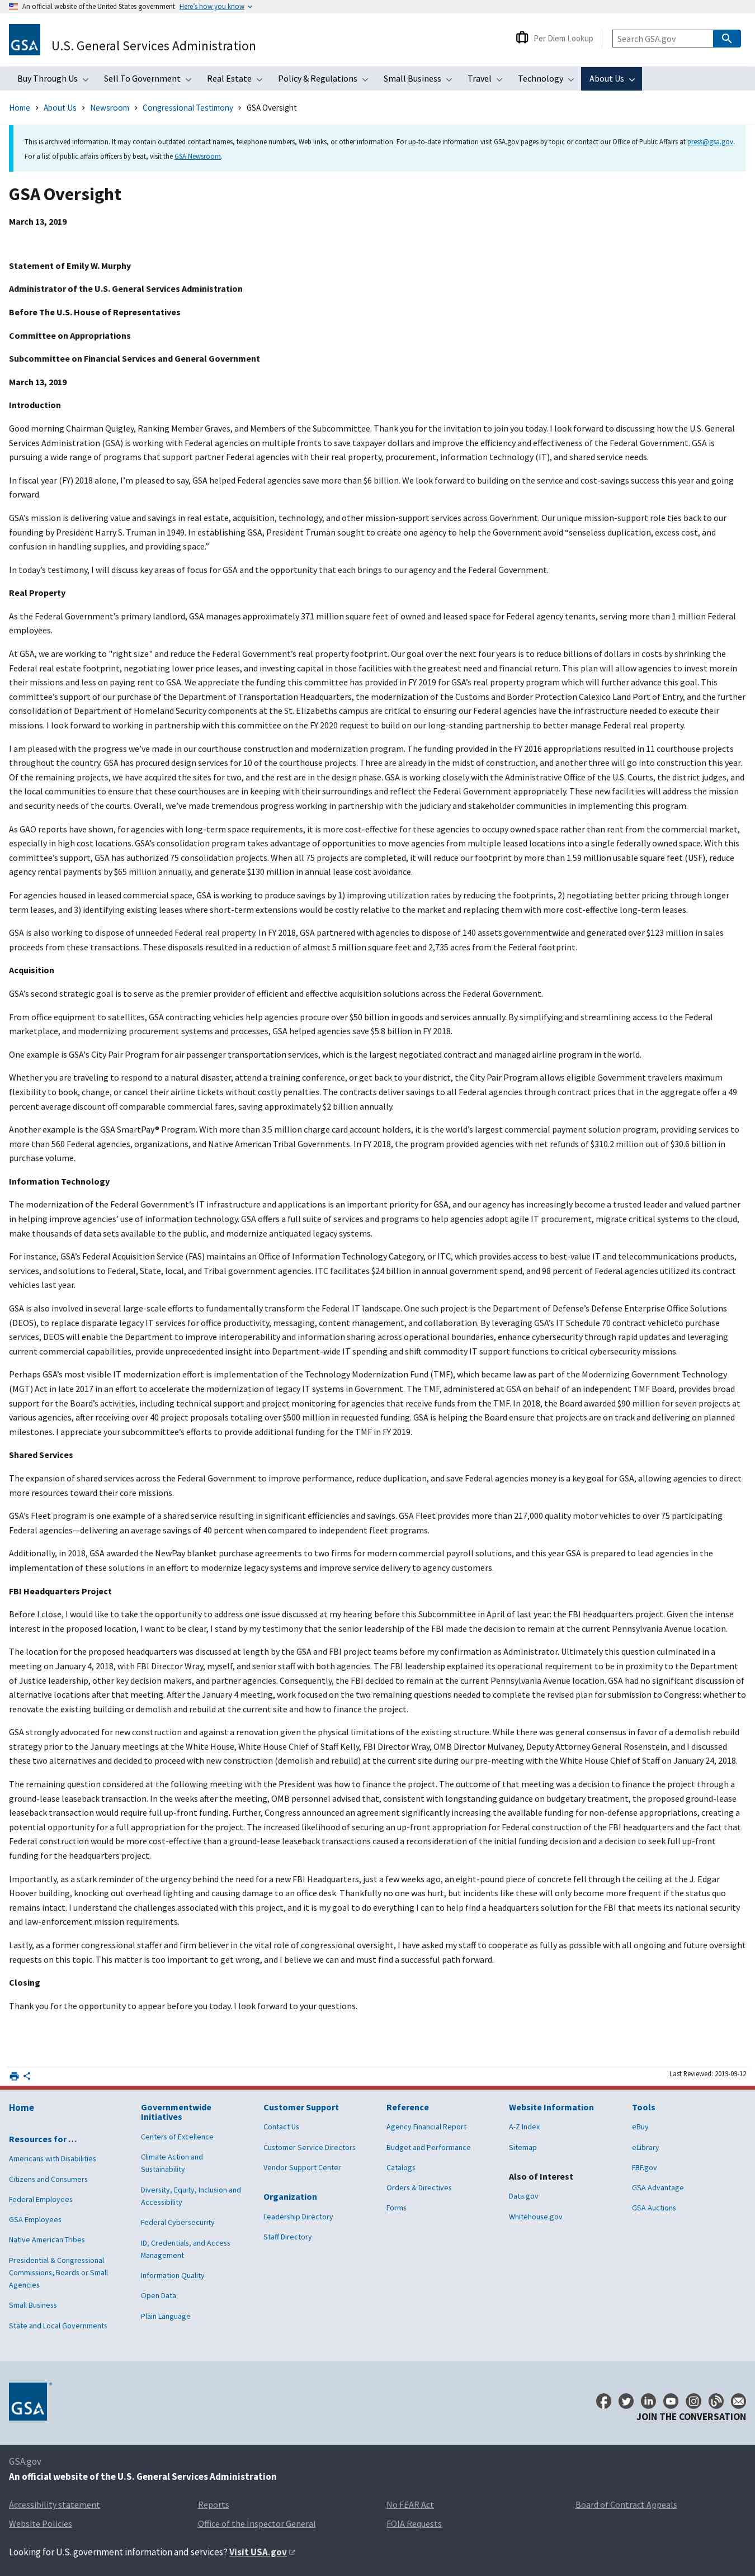 An official website of the United States government Here's how you know
GSA
U.S. General Services Administration
Per Diem Lookup
Search GSA.gov
Buy Through Us
Sell To Government
Real Estate
Policy & Regulations
Small Business
Travel
Technology
About Us
Home › About Us › Newsroom › Congressional Testimony › GSA Oversight
This is archived information. It may contain outdated contact names, telephone numbers, Web links, or other information. For up-to-date information visit GSA.gov pages by topic or contact our Office of Public Affairs at press@gsa.gov.
For a list of public affairs officers by beat, visit the GSA Newsroom.
GSA Oversight
March 13, 2019
Statement of Emily W. Murphy
Administrator of the U.S. General Services Administration
Before The U.S. House of Representatives
Committee on Appropriations
Subcommittee on Financial Services and General Government
March 13, 2019
Introduction
Good morning Chairman Quigley, Ranking Member Graves, and Members of the Subcommittee. Thank you for the invitation to join you today. I look forward to discussing how the U.S. General
Services Administration (GSA) is working with Federal agencies on multiple fronts to save taxpayer dollars and improve the efficiency and effectiveness of the Federal Government. GSA is
pursuing a wide range of programs that support partner Federal agencies with their real property, procurement, information technology (IT), and shared service needs.
In fiscal year (FY) 2018 alone, I'm pleased to say, GSA helped Federal agencies save more than $6 billion. We look forward to building on the service and cost-savings success this year and going
forward.
GSA's mission is delivering value and savings in real estate, acquisition, technology, and other mission-support services across Government. Our unique mission-support role ties back to our
founding by President Harry S. Truman in 1949. In establishing GSA, President Truman sought to create one agency to help the Government avoid "senseless duplication, excess cost, and
confusion in handling supplies, and providing space."
In today's testimony, I will discuss key areas of focus for GSA and the opportunity that each brings to our agency and the Federal Government.
Real Property
As the Federal Government's primary landlord, GSA manages approximately 371 million square feet of owned and leased space for Federal agency tenants, serving more than 1 million Federal
employees.
At GSA, we are working to "right size" and reduce the Federal Government's real property footprint. Our goal over the next four years is to reduce billions of dollars in costs by shrinking the
Federal real estate footprint, negotiating lower price leases, and investing capital in those facilities with the greatest need and financial return. This plan will allow agencies to invest morein
their missions and less on paying rent to GSA. We appreciate the funding this committee has provided in FY 2019 for GSA's real property program which will further advance this goal. This
committee's support of our purchase of the Department of Transportation Headquarters, the modernization of the Customs and Border Protection Calexico Land Port of Entry, and the further
consolidation of Department of Homeland Security components at the St. Elizabeths campus are critical to ensuring our Federal agencies have the infrastructure needed to execute their
missions. I look forward to working in partnership with this committee on the FY 2020 request to build on our long-standing partnership to better manage Federal real property.
I am pleased with the progress we've made in our courthouse construction and modernization program. The funding provided in the FY 2016 appropriations resulted in 11 courthouse projects
throughout the country. GSA has procured design services for 10 of the courthouse projects. Three are already in the midst of construction, and another three will go into construction this year.
Of the remaining projects, we have acquired the sites for two, and the rest are in the design phase. GSA is working closely with the Administrative Office of the U.S. Courts, the district judges, and
the local communities to ensure that these courthouses are in keeping with their surroundings and reflect the Federal Government appropriately. These new facilities will address the mission
and security needs of the courts. Overall, we've made tremendous progress working in partnership with the judiciary and stakeholder communities in implementing this program.
As GAO reports have shown, for agencies with long-term space requirements, it is more cost-effective for these agencies to occupy owned space rather than rent from the commercial market,
especially in high cost locations. GSA's consolidation program takes advantage of opportunities to move agencies from multiple leased locations into a single federally owned space. With this
committee's support, GSA has authorized 75 consolidation projects. When all 75 projects are completed, it will reduce our footprint by more than 1.59 million usable square feet (USF), reduce
agency rental payments by $65 million annually, and generate $130 million in annual lease cost avoidance.
For agencies housed in leased commercial space, GSA is working to produce savings by 1) improving utilization rates by reducing the footprints, 2) negotiating better pricing through longer
term leases, and 3) identifying existing leases where short-term extensions would be costly relative to the market and replacing them with more cost-effective long-term leases.
GSA is also working to dispose of unneeded Federal real property. In FY 2018, GSA partnered with agencies to dispose of 140 assets governmentwide and generated over $123 million in sales
proceeds from these transactions. These disposals resulted in a reduction of almost 5 million square feet and 2,735 acres from the Federal footprint.
Acquisition
GSA's second strategic goal is to serve as the premier provider of efficient and effective acquisition solutions across the Federal Government.
From office equipment to satellites, GSA contracting vehicles help agencies procure over $50 billion in goods and services annually. By simplifying and streamlining access to the Federal
marketplace, and modernizing procurement systems and processes, GSA helped agencies save $5.8 billion in FY 2018.
One example is GSA's City Pair Program for air passenger transportation services, which is the largest negotiated contract and managed airline program in the world.
Whether you are traveling to respond to a natural disaster, attend a training conference, or get back to your district, the City Pair Program allows eligible Government travelers maximum
flexibility to book, change, or cancel their airline tickets without costly penalties. The contracts deliver savings to all Federal agencies through contract prices that in the aggregate offer a 49
percent average discount off comparable commercial fares, saving approximately $2 billion annually.
Another example is the GSA SmartPay® Program. With more than 3.5 million charge card account holders, it is the world's largest commercial payment solution program, providing services to
more than 560 Federal agencies, organizations, and Native American Tribal Governments. In FY 2018, the program provided agencies with net refunds of $310.2 million out of $30.6 billion in
purchase volume.
Information Technology
The modernization of the Federal Government's IT infrastructure and applications is an important priority for GSA, and our agency has increasingly become a trusted and valued partner in
helping agencies' use of information technology. GSA offers a full suite of services and programs to help agencies adopt agile IT procurement, migrate critical systems to the cloud,
make thousands of data sets available to the public, and modernize antiquated legacy systems.
For instance, GSA's Federal Acquisition Service (FAS) maintains an Office of Information Technology Category, or ITC, which provides access to best-value IT and telecommunications products,
services, and solutions to Federal, State, local, and Tribal government agencies. ITC facilitates $24 billion in annual government spend, and 98 percent of Federal agencies utilized its contract
vehicles last year.
GSA is also involved in several large-scale efforts to fundamentally transform the Federal IT landscape. One such project is the Department of Defense's Defense Enterprise Office Solutions
(DEOS), to replace disparate legacy IT services for office productivity, messaging, content management, and collaboration. By leveraging GSA's IT Schedule 70 contract vehicleto purchase
services, DEOS will enable the Department to improve interoperability and information sharing across operational boundaries, enhance cybersecurity through rapid updates and leveraging
current commercial capabilities, provide unprecedented insight into Department-wide IT spending and shift commodity IT support functions to critical cybersecurity missions.
Perhaps GSA's most visible IT modernization effort is implementation of the Technology Modernization Fund (TMF), which became law as part of the Modernizing Government Technology
(MGT) Act in late 2017 in an effort to accelerate the modernization of legacy IT systems in Government. The TMF, administered at GSA on behalf of an independent TMF Board, provides broad
support for the Board's activities, including technical support and project monitoring for agencies that receive funds from the TMF. In 2018, the Board awarded $90 million for seven projects at
various agencies, after receiving over 40 project proposals totaling over $500 million in requested funding. GSA is helping the Board ensure that projects are on track and delivering on planned
milestones. I appreciate your subcommittee's efforts to provide additional funding for the TMF in FY 2019.
Shared Services
The expansion of shared services across the Federal Government to improve performance, reduce duplication, and save Federal agencies money is a key goal for GSA, allowing agencies to direct
more resources toward their core missions.
GSA's Fleet program is one example of a shared service resulting in significant efficiencies and savings. GSA Fleet provides more than 217,000 quality motor vehicles to over 75 participating
Federal agencies—delivering an average savings of 40 percent when compared to independent fleet programs.
Additionally, in 2018, GSA awarded the NewPay blanket purchase agreements to two firms for modern commercial payroll solutions, and this year GSA is prepared to lead agencies in the
implementation of these solutions in an effort to modernize legacy systems and improve service delivery to agency customers.
FBI Headquarters Project
Before I close, I would like to take the opportunity to address one issue discussed at my hearing before this Subcommittee in April of last year: the FBI headquarters project. Given the intense
interest in the proposed location, I want to be clear, I stand by my testimony that the senior leadership of the FBI made the decision to remain at the current Pennsylvania Avenue location.
The location for the proposed headquarters was discussed at length by the GSA and FBI project teams before my confirmation as Administrator. Ultimately this question culminated in a
meeting on January 4, 2018, with FBI Director Wray, myself, and senior staff with both agencies. The FBI leadership explained its operational requirement to be in proximity to the Department
of Justice leadership, other key decision makers, and partner agencies. Consequently, the FBI decided to remain at the current Pennsylvania Avenue location. GSA had no significant discussion of
alternative locations after that meeting. After the January 4 meeting, work focused on the two remaining questions needed to complete the revised plan for submission to Congress: whether to
renovate the existing building or demolish and rebuild at the current site and how to finance the project.
GSA strongly advocated for new construction and against a renovation given the physical limitations of the existing structure. While there was general consensus in favor of a demolish rebuild
strategy prior to the January meetings at the White House, White House Chief of Staff Kelly, FBI Director Wray, OMB Director Mulvaney, Deputy Attorney General Rosenstein, and I discussed
these two alternatives and decided to proceed with new construction (demolish and rebuild) at the current site during our pre-meeting with the White House Chief of Staff on January 24, 2018.
The remaining question considered at the following meeting with the President was how to finance the project. The outcome of that meeting was a decision to finance the project through a
ground-lease leaseback transaction. In the weeks after the meeting, OMB personnel advised that, consistent with longstanding guidance on budgetary treatment, the proposed ground-lease
leaseback transaction would require full up-front funding. Further, Congress announced an agreement significantly increasing the available funding for non-defense appropriations, creating a
potential opportunity for a full appropriation for the project. The increased likelihood of securing an up-front appropriation for Federal construction of the FBI headquarters and the fact that
Federal construction would be more cost-effective than a ground-lease leaseback transactions caused a reconsideration of the initial funding decision and a decision to seek full up-front
funding for the headquarters project.
Importantly, as a stark reminder of the urgency behind the need for a new FBI Headquarters, just a few weeks ago, an eight-pound piece of concrete fell through the ceiling at the J. Edgar
Hoover building, knocking out overhead lighting and causing damage to an office desk. Thankfully no one was hurt, but incidents like these will only become more frequent if the status quo
remains intact. I understand the challenges associated with this project, and it is my goal to do everything I can to help find a headquarters solution for the FBI that meets its national security
and law-enforcement mission requirements.
Lastly, as a former congressional staffer and firm believer in the vital role of congressional oversight, I have asked my staff to cooperate as fully as possible with all ongoing and future oversight
requests on this topic. This matter is too important to get wrong, and I believe we can and must find a successful path forward.
Closing
Thank you for the opportunity to appear before you today. I look forward to your questions.
Last Reviewed: 2019-09-12
Home
Resources for …
Americans with Disabilities
Citizens and Consumers
Federal Employees
GSA Employees
Native American Tribes
Presidential & Congressional
Commissions, Boards or Small
Agencies
Small Business
State and Local Governments
Governmentwide
Initiatives
Centers of Excellence
Climate Action and
Sustainability
Diversity, Equity, Inclusion and
Accessibility
Federal Cybersecurity
ID, Credentials, and Access
Management
Information Quality
Open Data
Plain Language
Customer Support
Contact Us
Customer Service Directors
Vendor Support Center
Organization
Leadership Directory
Staff Directory
Reference
Agency Financial Report
Budget and Performance
Catalogs
Orders & Directives
Forms
Website Information
A-Z Index
Sitemap
Also of Interest
Data.gov
Whitehouse.gov
Tools
eBuy
eLibrary
FBF.gov
GSA Advantage
GSA Auctions
GSA
JOIN THE CONVERSATION
GSA.gov
An official website of the U.S. General Services Administration
Accessibility statement
Reports
No FEAR Act
Board of Contract Appeals
Website Policies
Office of the Inspector General
FOIA Requests
Looking for U.S. government information and services? Visit USA.gov